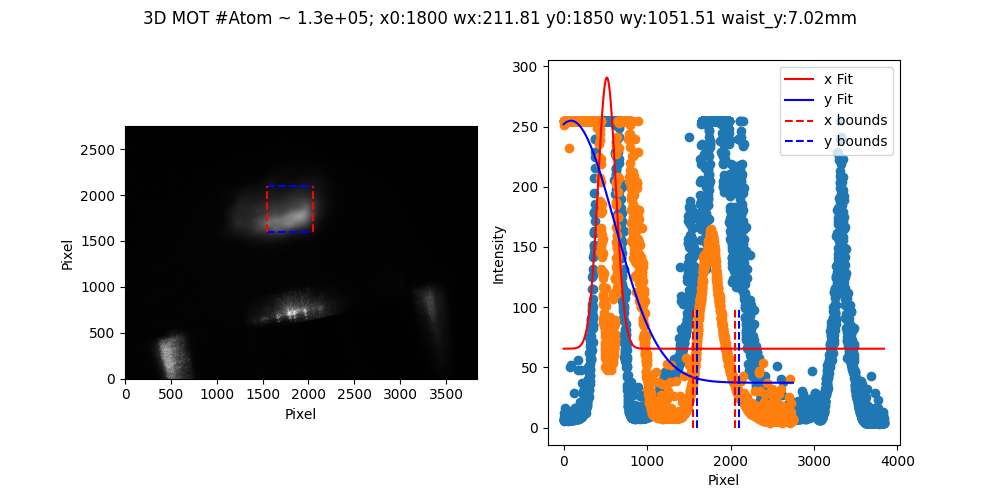 3D MOT #Atom ~ 1.3e+05; x0:1800 wx:211.81 y0:1850 wy:1051.51 waist_y:7.02mm
Pixel
2500
2000
1500
1000
500
0
0 500 1000 1500 2000 2500 3000 3500
Pixel
Intensity
300
250
200
150
100
50
0
0 1000 2000 3000 4000
Pixel
x Fit
y Fit
x bounds
y bounds